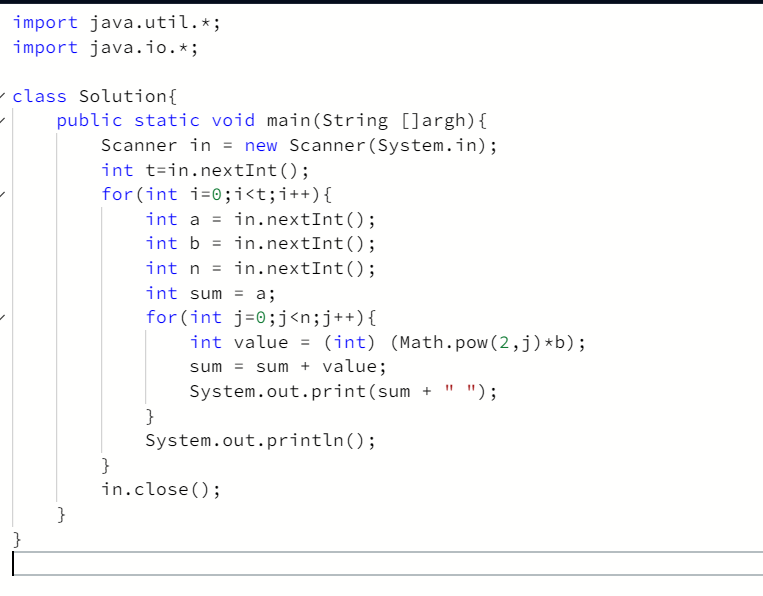 import java.util.*;
import java.io.*;

class Solution{
    public static void main(String []argh){
        Scanner in = new Scanner(System.in);
        int t=in.nextInt();
        for(int i=0;i<t;i++){
            int a = in.nextInt();
            int b = in.nextInt();
            int n = in.nextInt();
            int sum = a;
            for(int j=0;j<n;j++){
                int value = (int) (Math.pow(2,j)*b);
                sum = sum + value;
                System.out.print(sum + " ");
            }
            System.out.println();
        }
        in.close();
    }
}